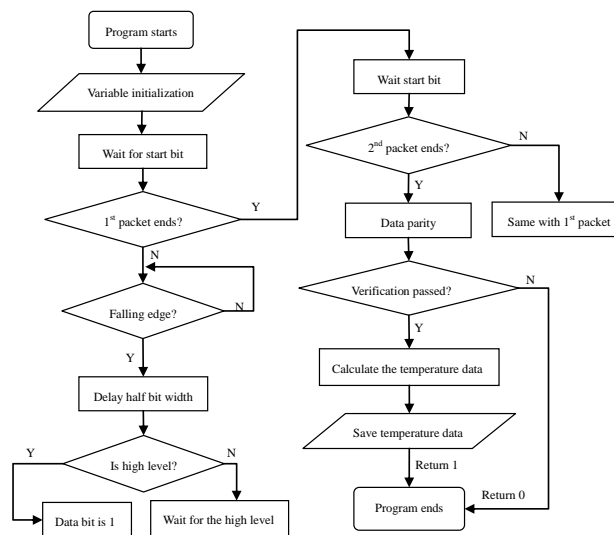 Program starts
Variable initialization
Wait for start bit
1st packet ends?
Y
N
Falling edge?
N
Y
Delay half bit width
Is high level?
Y
N
Data bit is 1
Wait for the high level
Wait start bit
2nd packet ends?
N
Y
Same with 1st packet
Data parity
Verification passed?
N
Y
Calculate the temperature data
Save temperature data
Return 1
Return 0
Program ends